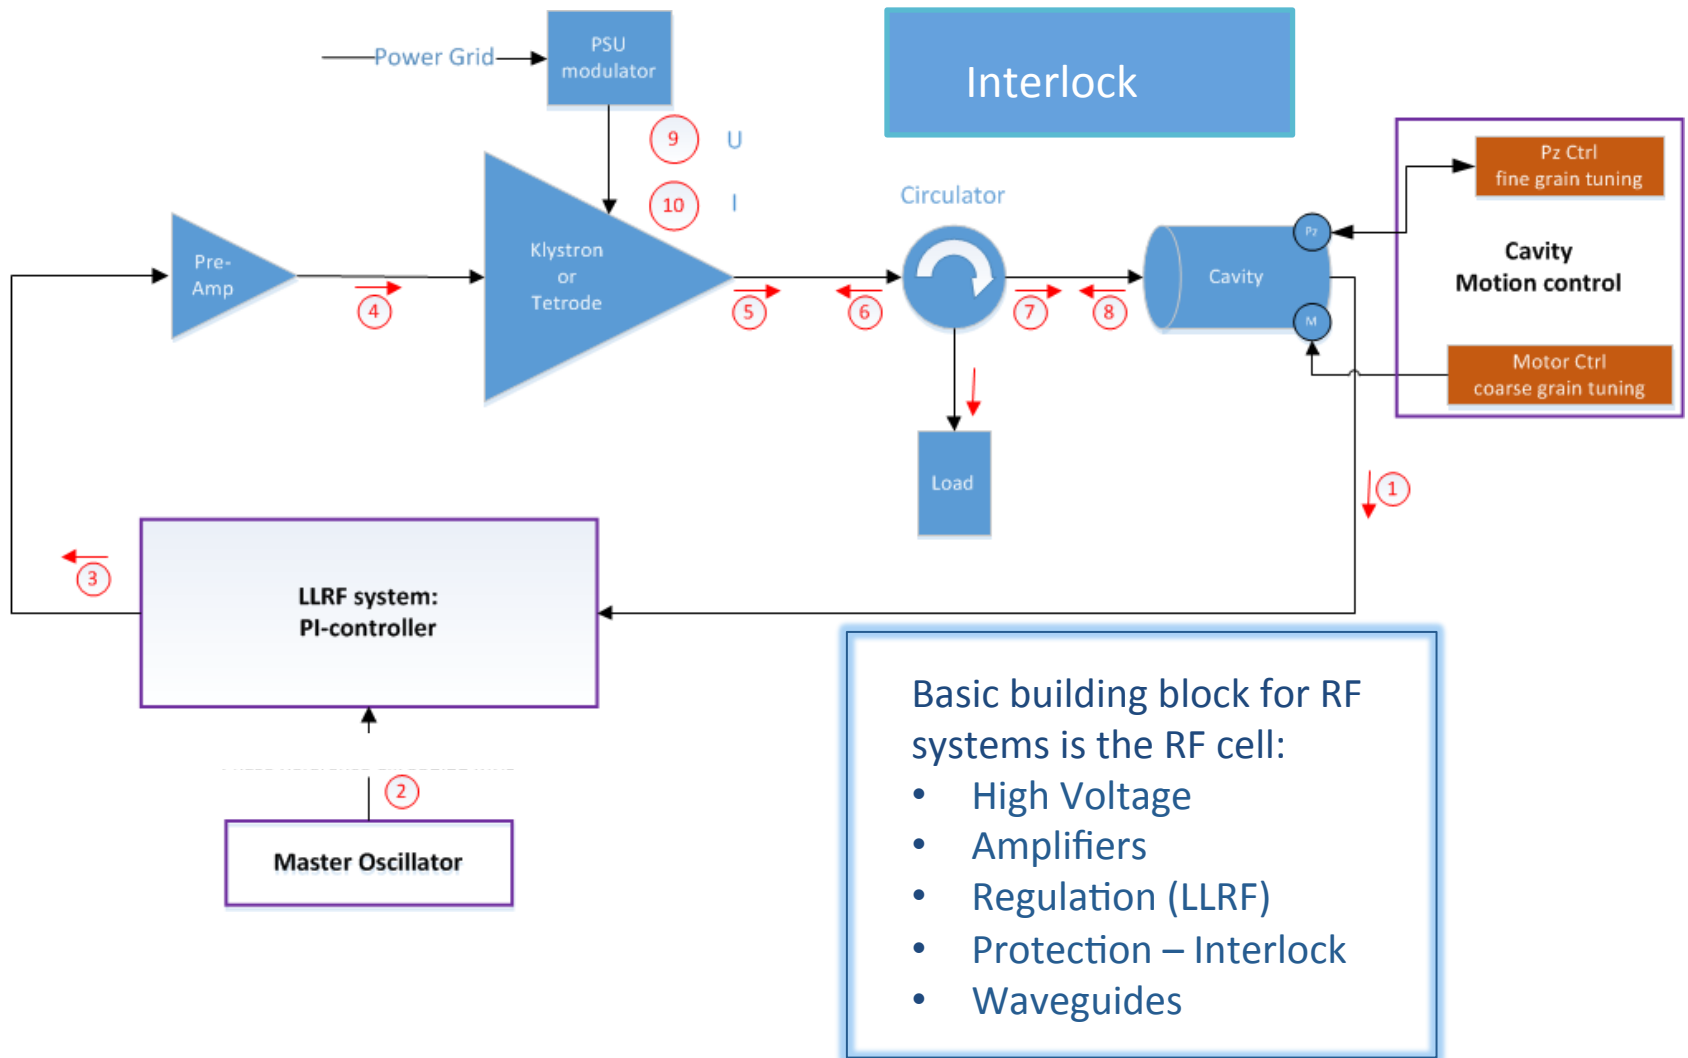 Power Grid
PSU
modulator
Interlock
9
U
10
I
Pz Ctrl
fine grain tuning
Cavity
Motion control
Motor Ctrl
coarse grain tuning
Circulator
Pre-
Amp
4
Klystron
or
Tetrode
5
6
7
8
Cavity
Pz
M
Load
1
3
LLRF system:
PI-controller
2
Master Oscillator
Basic building block for RF
systems is the RF cell:
• High Voltage
• Amplifiers
• Regulation (LLRF)
• Protection – Interlock
• Waveguides